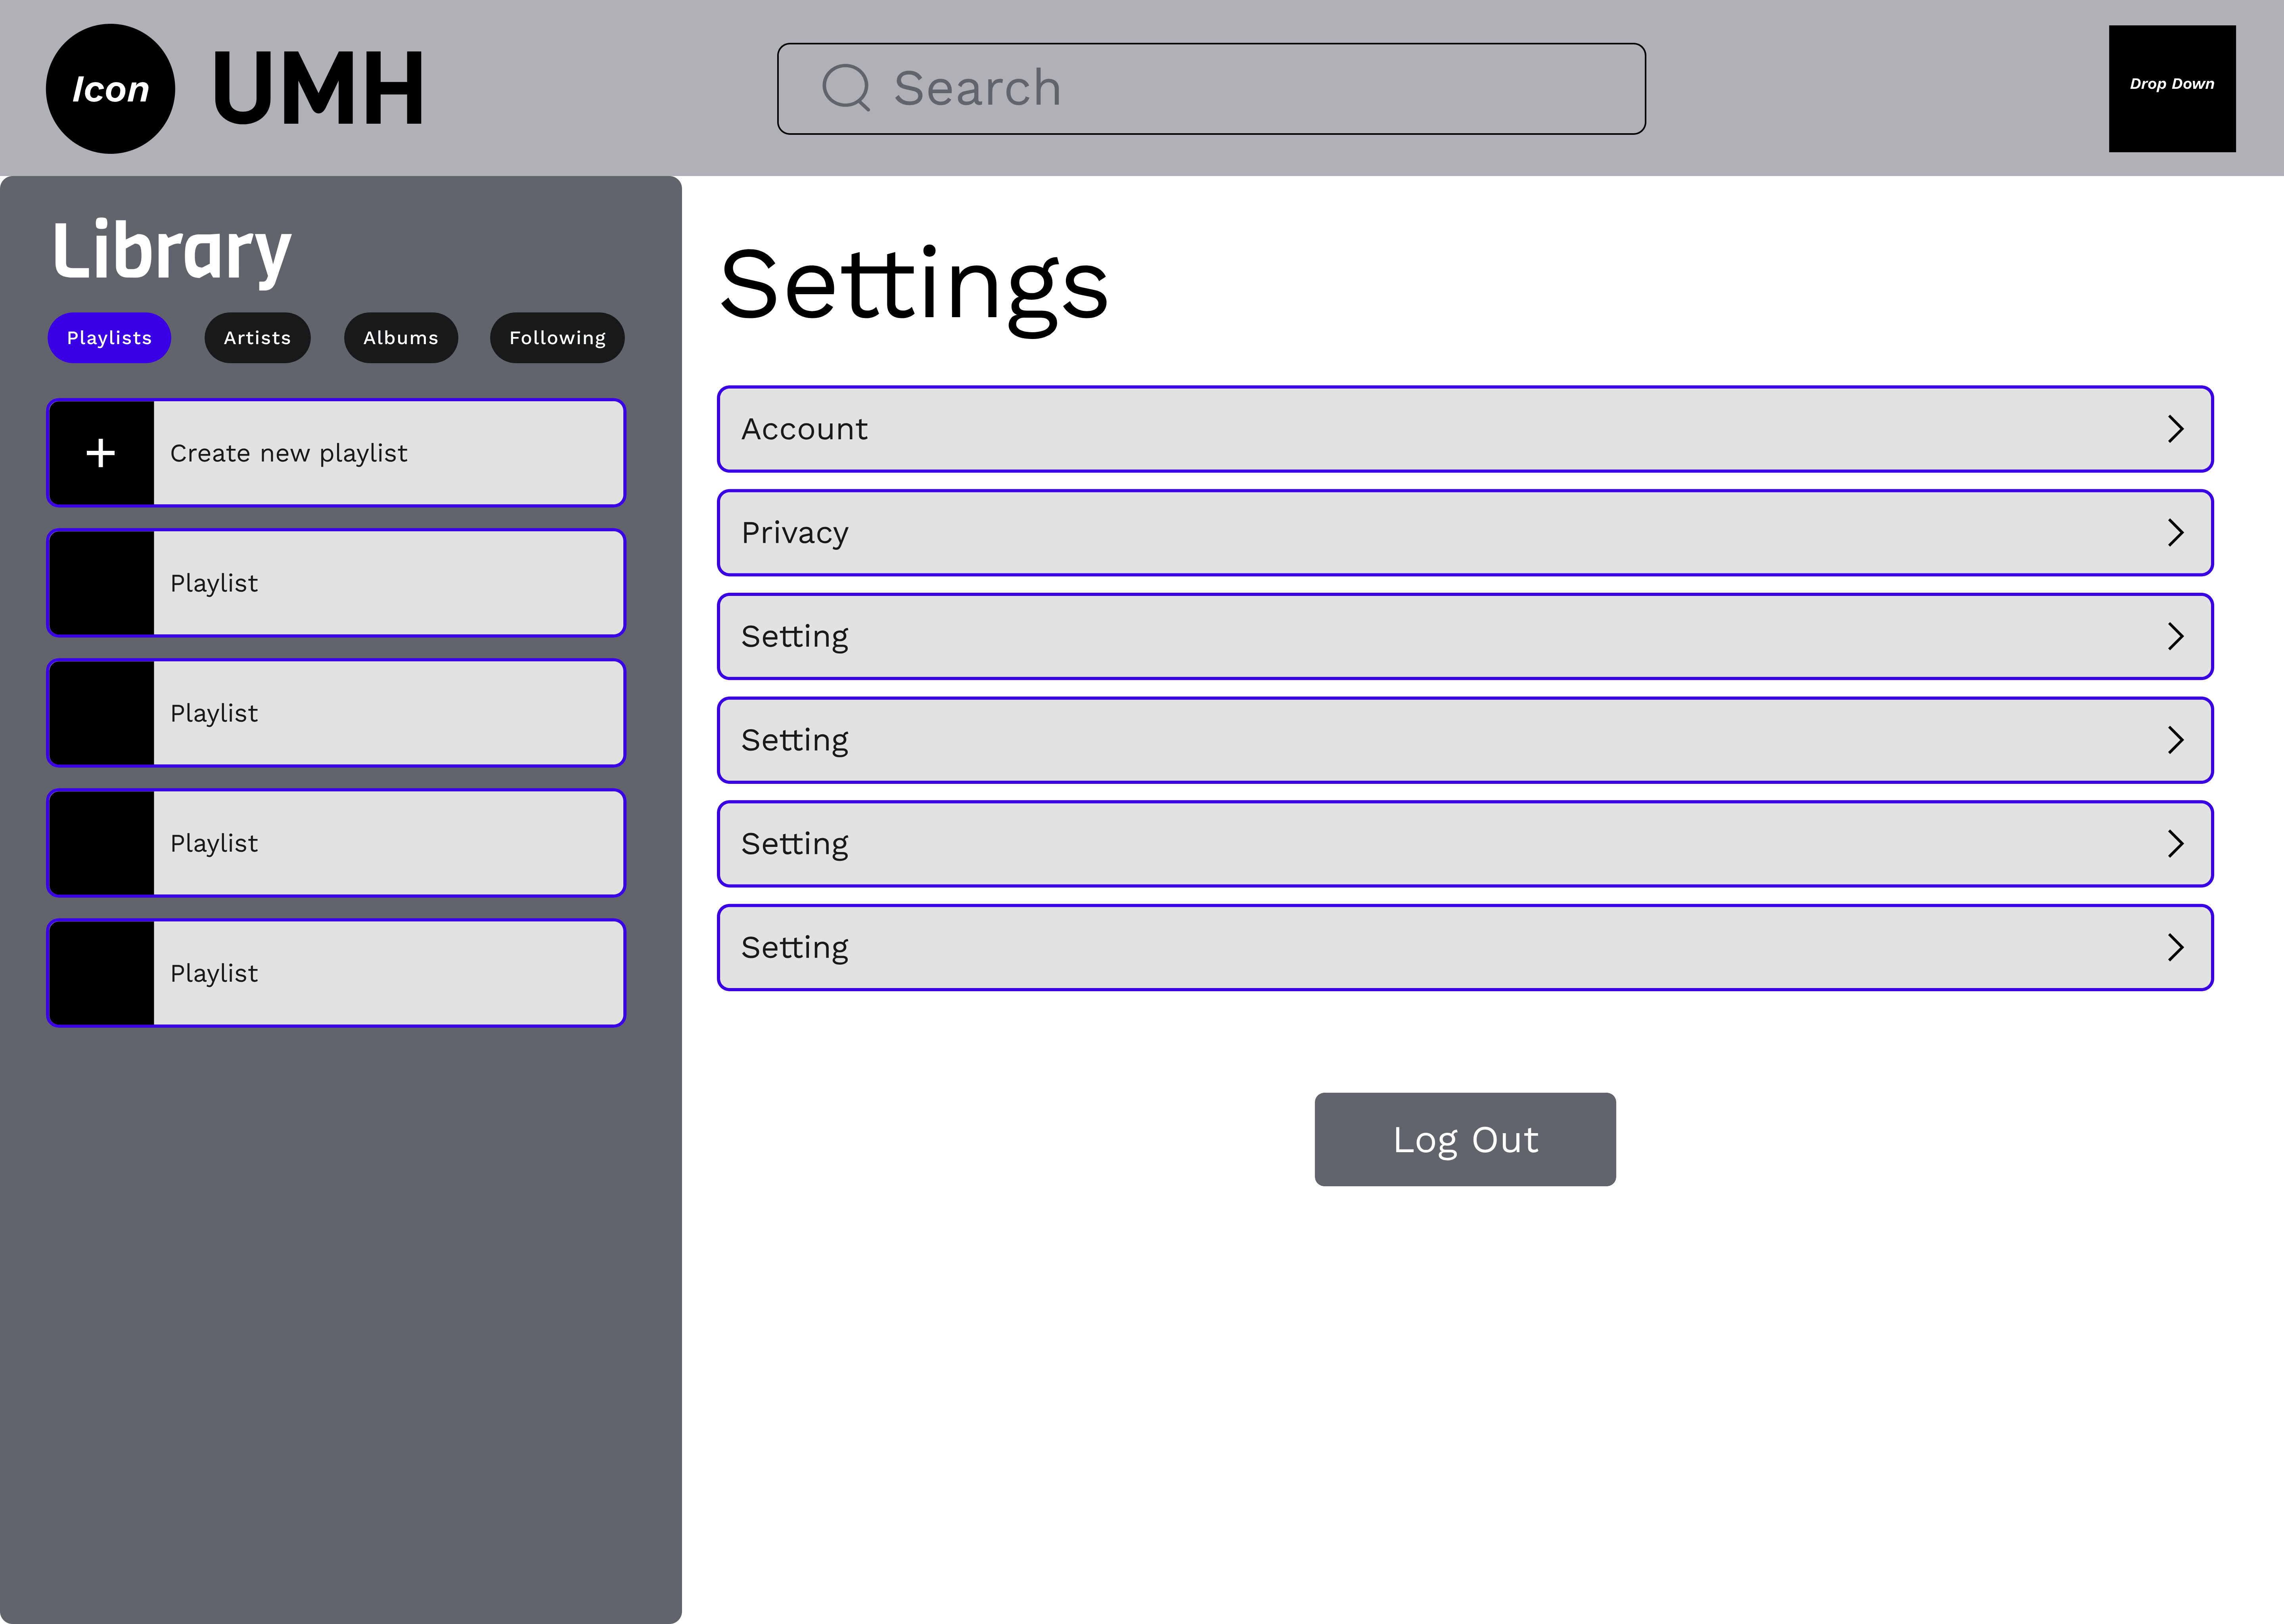 Icon
UMH
Search
Drop Down
Library
Playlists
Artists
Albums
Following
Create new playlist
Playlist
Playlist
Playlist
Playlist
Settings
Account
Privacy
Setting
Setting
Setting
Setting
Log Out